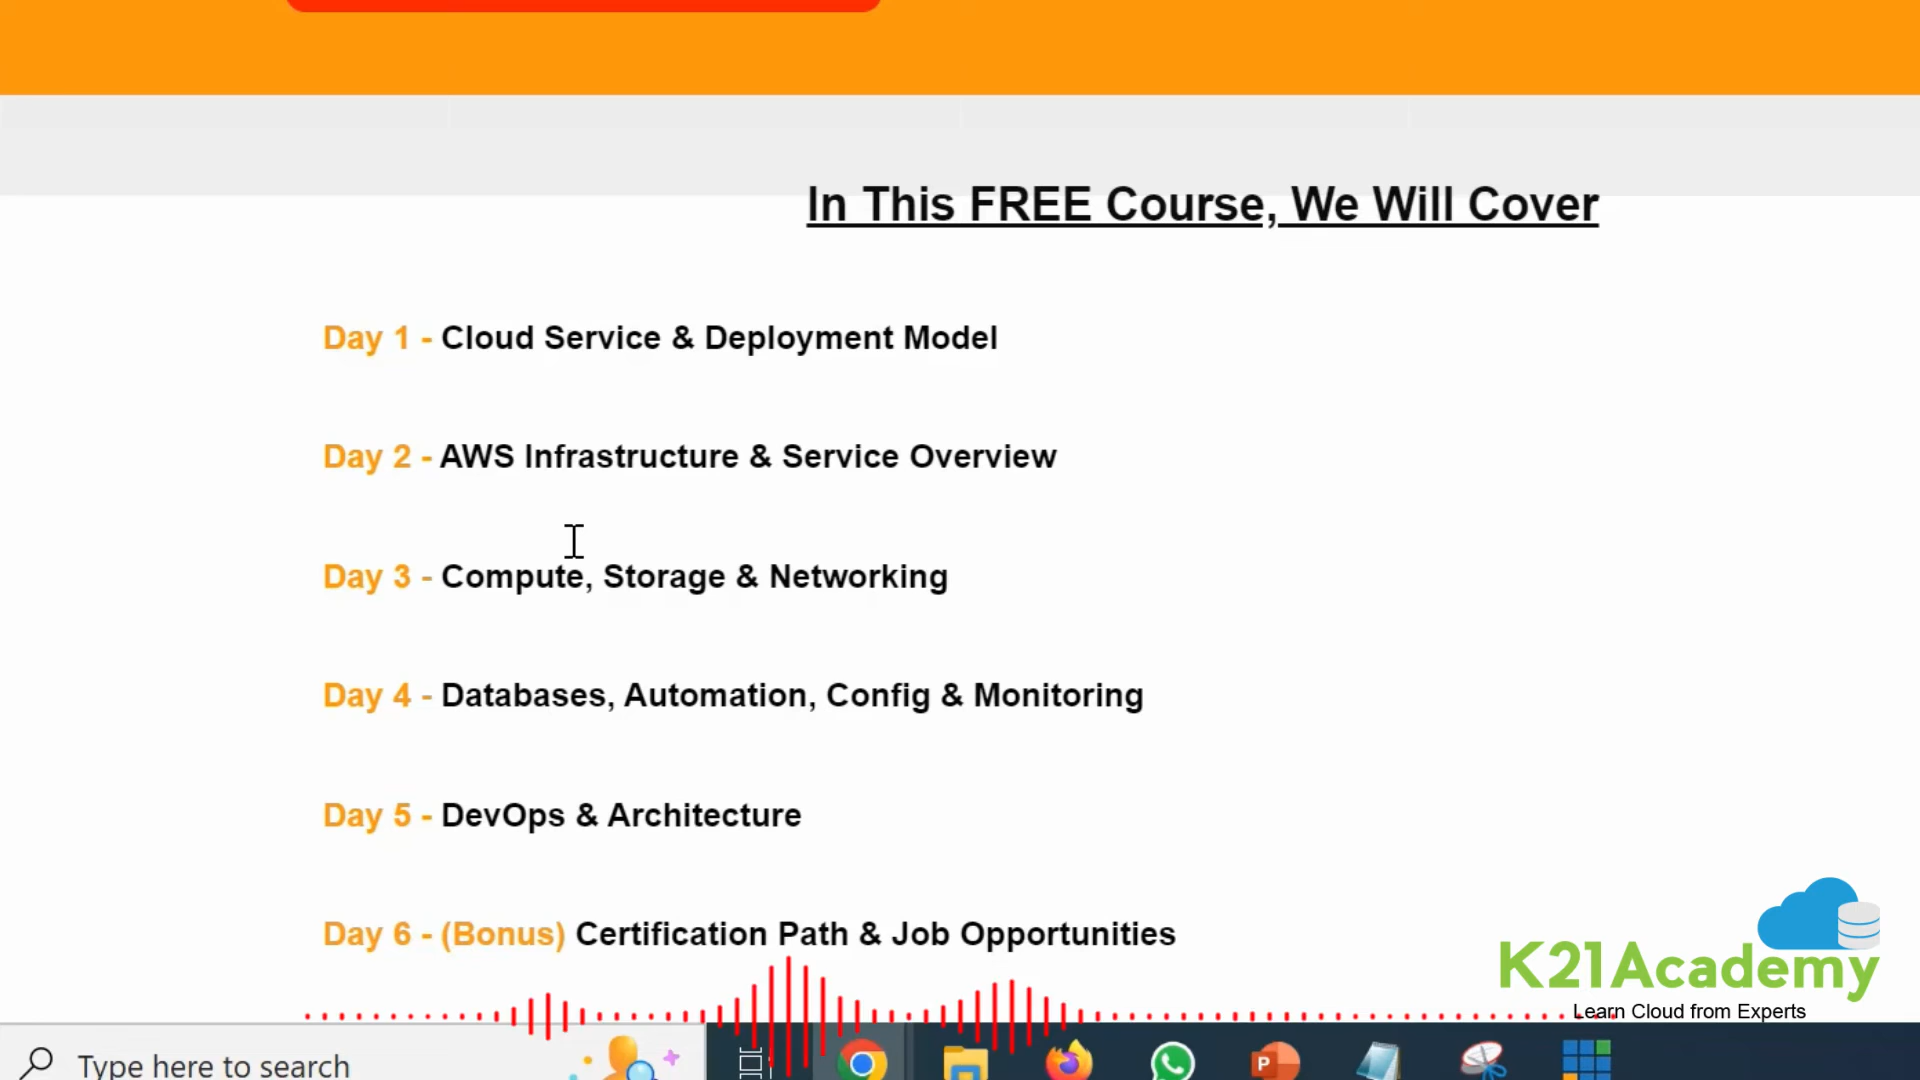 In This FREE Course, We Will Cover
Day 1 - Cloud Service & Deployment Model
Day 2 - AWS Infrastructure & Service Overview
Day 3 - Compute, Storage & Networking
Day 4 - Databases, Automation, Config & Monitoring
Day 5 - DevOps & Architecture
Day 6 - (Bonus) Certification Path & Job Opportunities
K21Academy
Learn Cloud from Experts
Type here to search
P